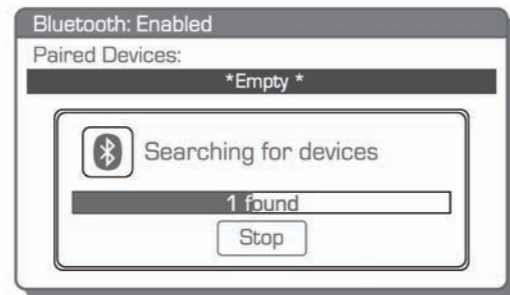 Bluetooth: Enabled
Paired Devices:
*Empty *
Searching for devices
1 found
Stop